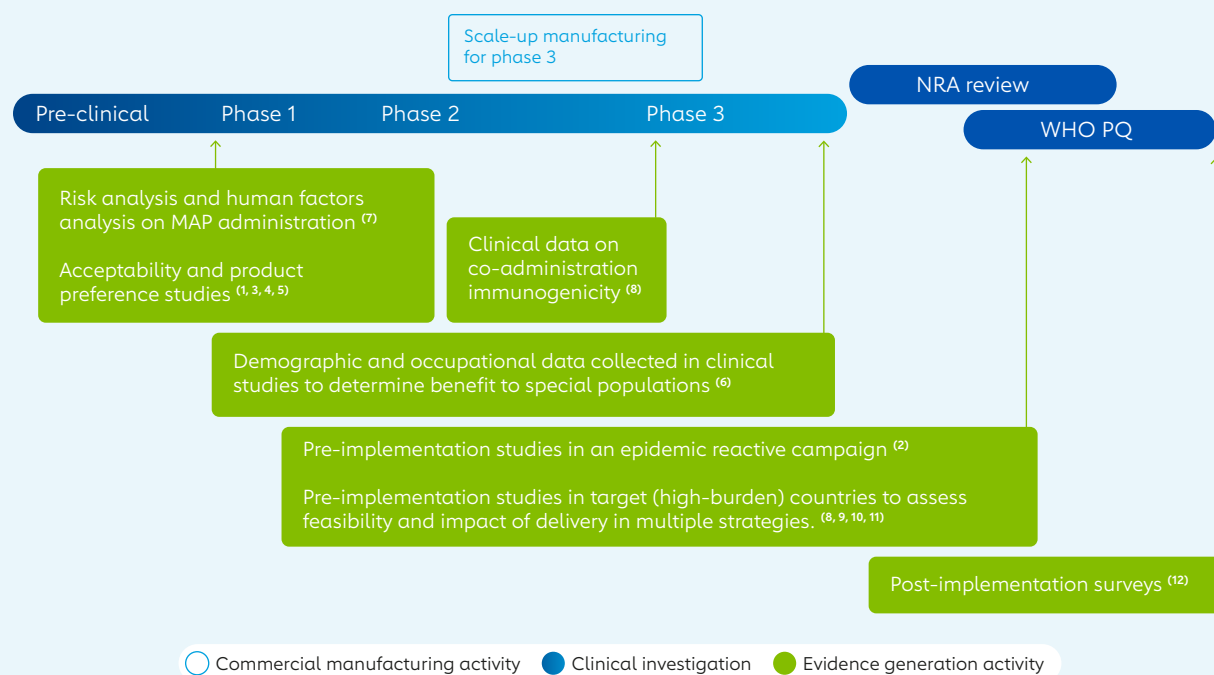 Scale-up manufacturing
for phase 3
NRA review
Pre-clinical
Phase 1
Phase 2
Phase 3
WHO PQ
Risk analysis and human factors
analysis on MAP administration (7)
Acceptability and product
preference studies (1, 3, 4, 5)
Clinical data on
co-administration
immunogenicity (8)
Demographic and occupational data collected in clinical
studies to determine benefit to special populations (6)
Pre-implementation studies in an epidemic reactive campaign (2)
Pre-implementation studies in target (high-burden) countries to assess
feasibility and impact of delivery in multiple strategies. (8, 9, 10, 11)
Post-implementation surveys (12)
Commercial manufacturing activity
Clinical investigation
Evidence generation activity